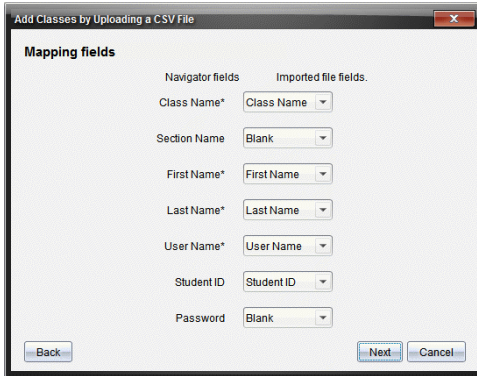 Add Classes by Uploading a CSV File
x
Mapping fields
Navigator fields Imported file fields.
Class Name* Class Name
Section Name Blank
First Name* First Name
Last Name* Last Name
User Name* User Name
Student ID Student ID
Password Blank
Back Next Cancel